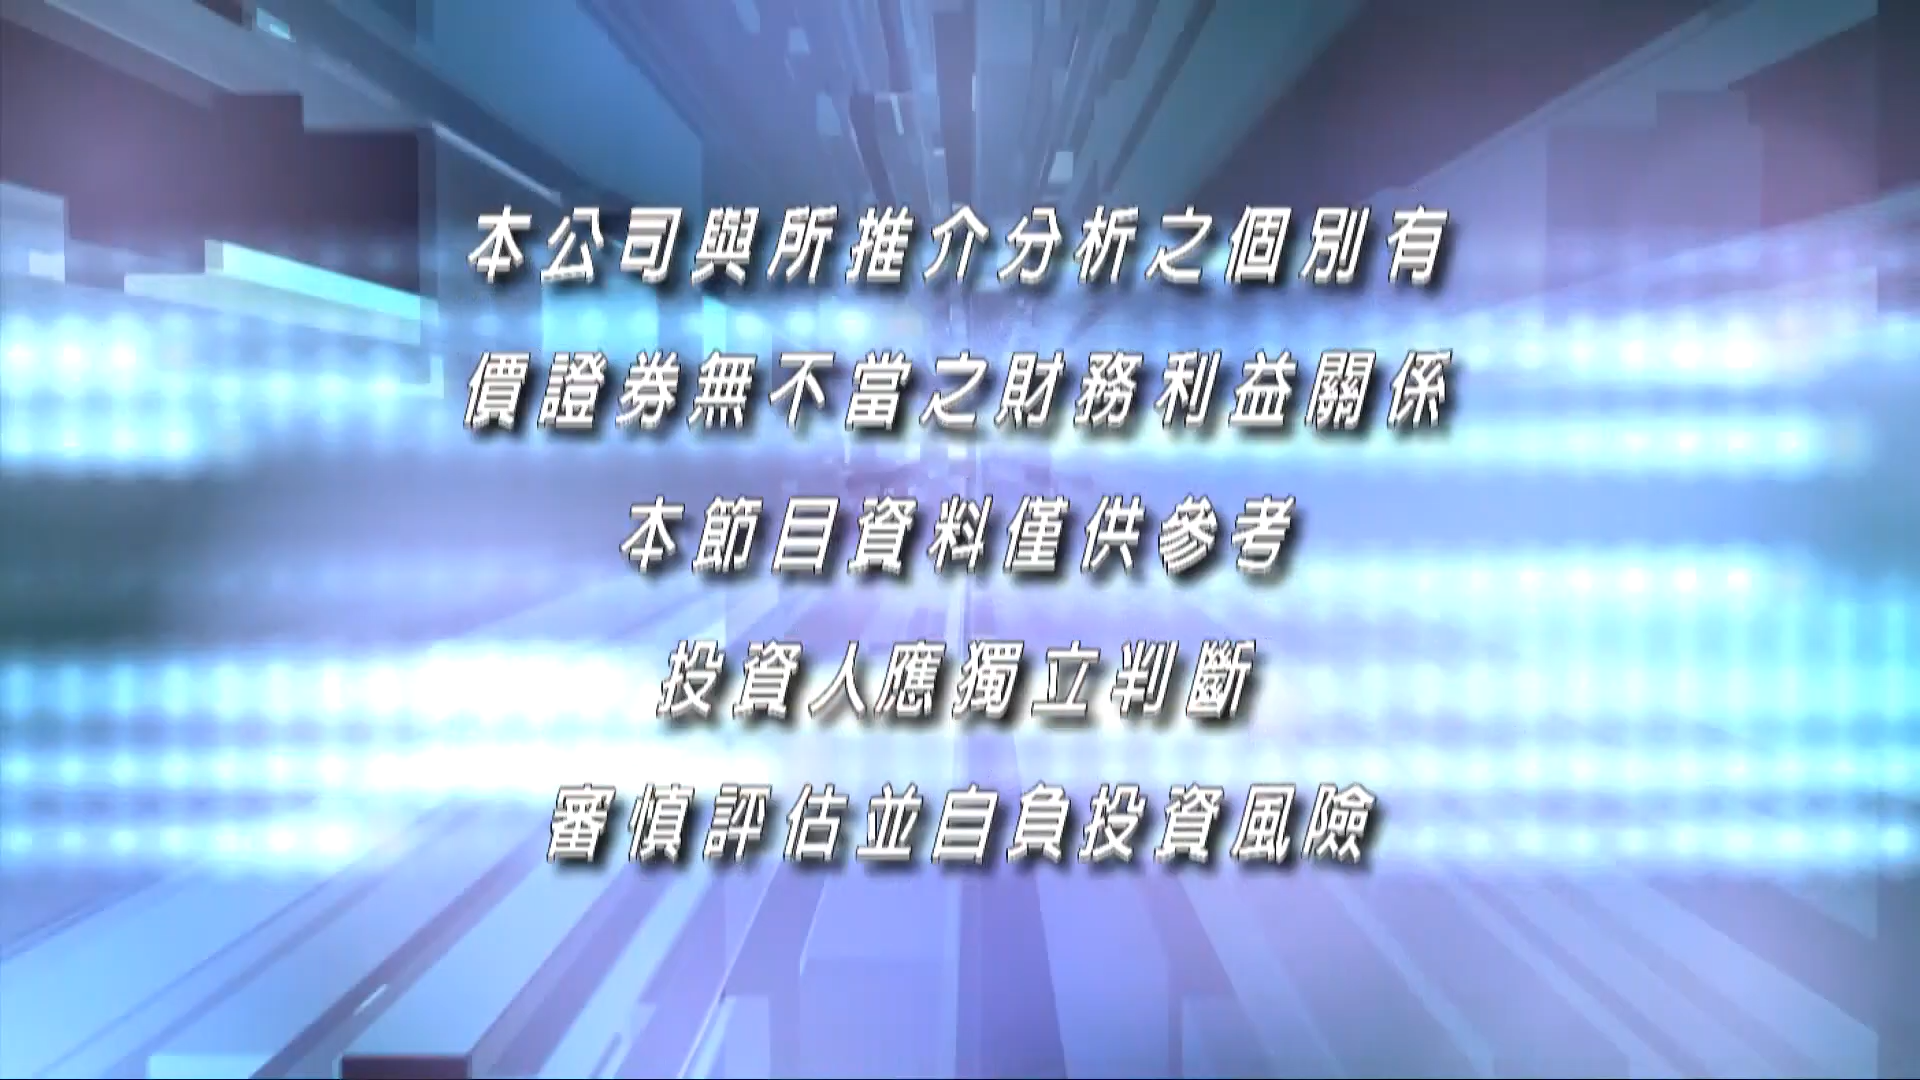 本公司與所推介分析之個別有
價證券無不當之財務利益關係
本節目資料僅供參考
投資人應獨立判斷
審慎評估並自負投資風險